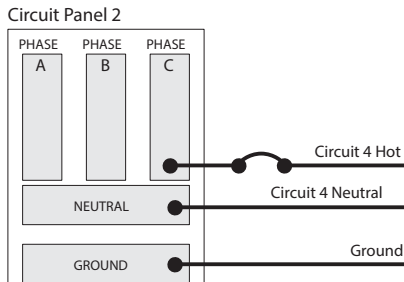 Circuit Panel 2
PHASE PHASE PHASE
A B C
Circuit 4 Hot
Circuit 4 Neutral
NEUTRAL
Ground
GROUND